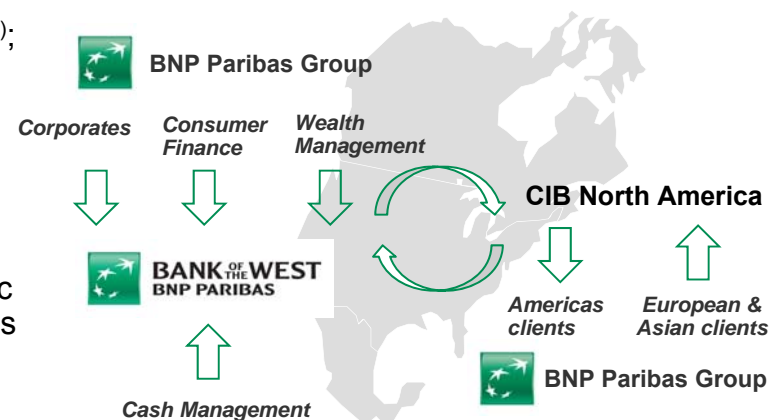 );
BNP Paribas Group
Corporates
Consumer
Finance
Wealth
Management
CIB North America
BANK OF THE WEST
BNP PARIBAS
c
s
Americas
clients
European &
Asian clients
BNP Paribas Group
Cash Management